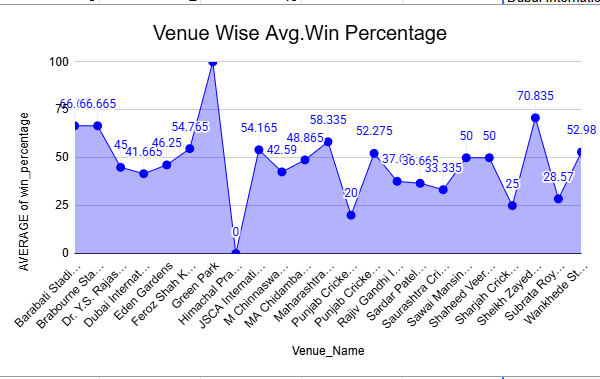 Dubai Internatio
Venue Wise Avg.Win Percentage
AVERAGE of win_percentage
100
75
50
25
0
66.665
45
41.665
46.25
54.765
0
54.165
42.59
48.865
58.335
20
52.275
36.665
33.335
50
50
25
70.835
28.57
52.98
Barabati Stadi...
Brabourne Sta...
Dr. Y.S. Rajas...
Dubai Internat...
Eden Gardens
Feroz Shah K...
Green Park
Himachal Pra...
JSCA Internati...
M Chinnaswa...
MA Chidamba...
Maharashtra...
Punjab Cricke...
Punjab Cricke...
Rajiv Gandhi I...
Sardar Patel...
Saurashtra Cri...
Sawai Mansin...
Shaheed Veer...
Sharjah Crick...
Sheikh Zayed...
Subrata Roy...
Wankhede St...
Venue_Name